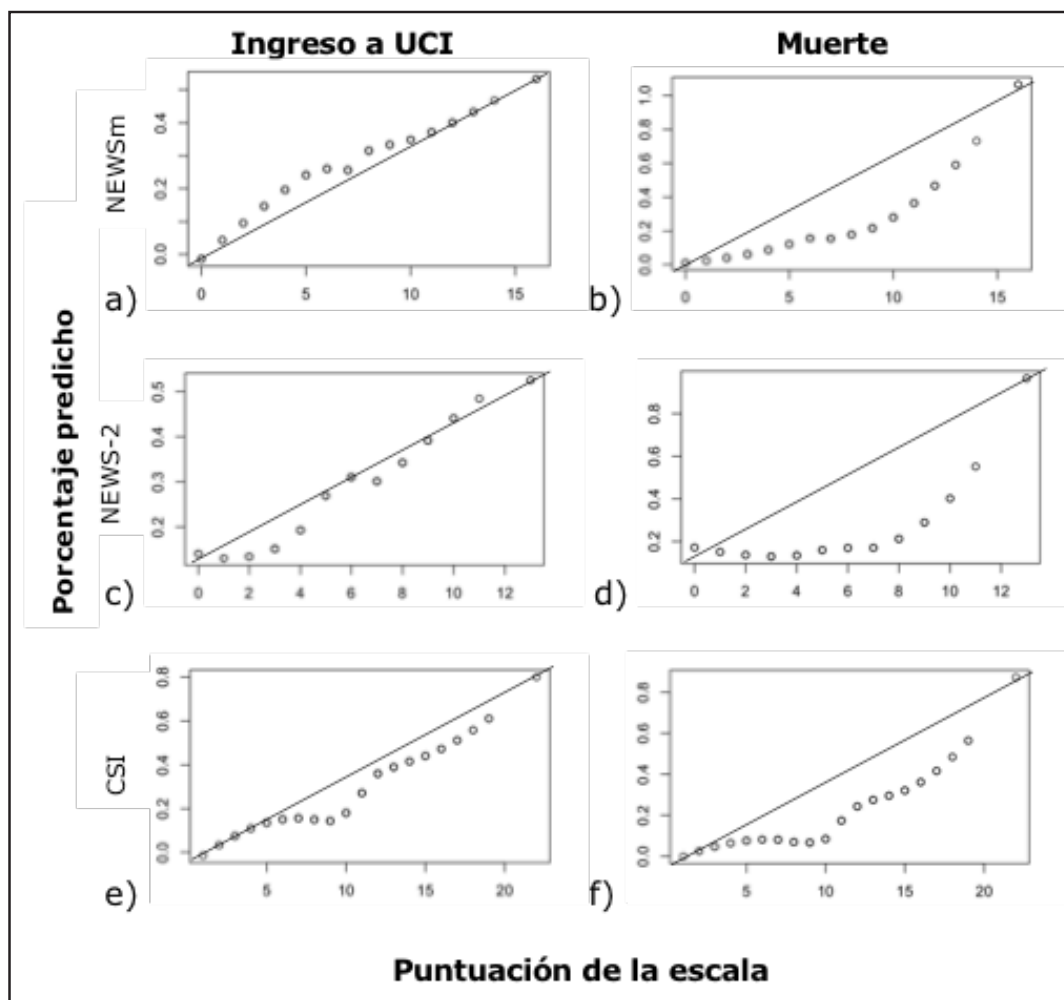 Ingreso a UCI
Muerte
Porcentaje predicho
NEWSm
0.0 0.2 0.4
0 5 10 15
a)
0.0 0.2 0.4 0.6 0.8 1.0
0 5 10 15
b)
NEWS-2
0.2 0.3 0.4 0.5
0 2 4 6 8 10 12
c)
0.2 0.4 0.6 0.8
0 2 4 6 8 10 12
d)
CSI
0.0 0.2 0.4 0.6 0.8
5 10 15 20
e)
0.0 0.2 0.4 0.6 0.8
5 10 15 20
f)
Puntuación de la escala